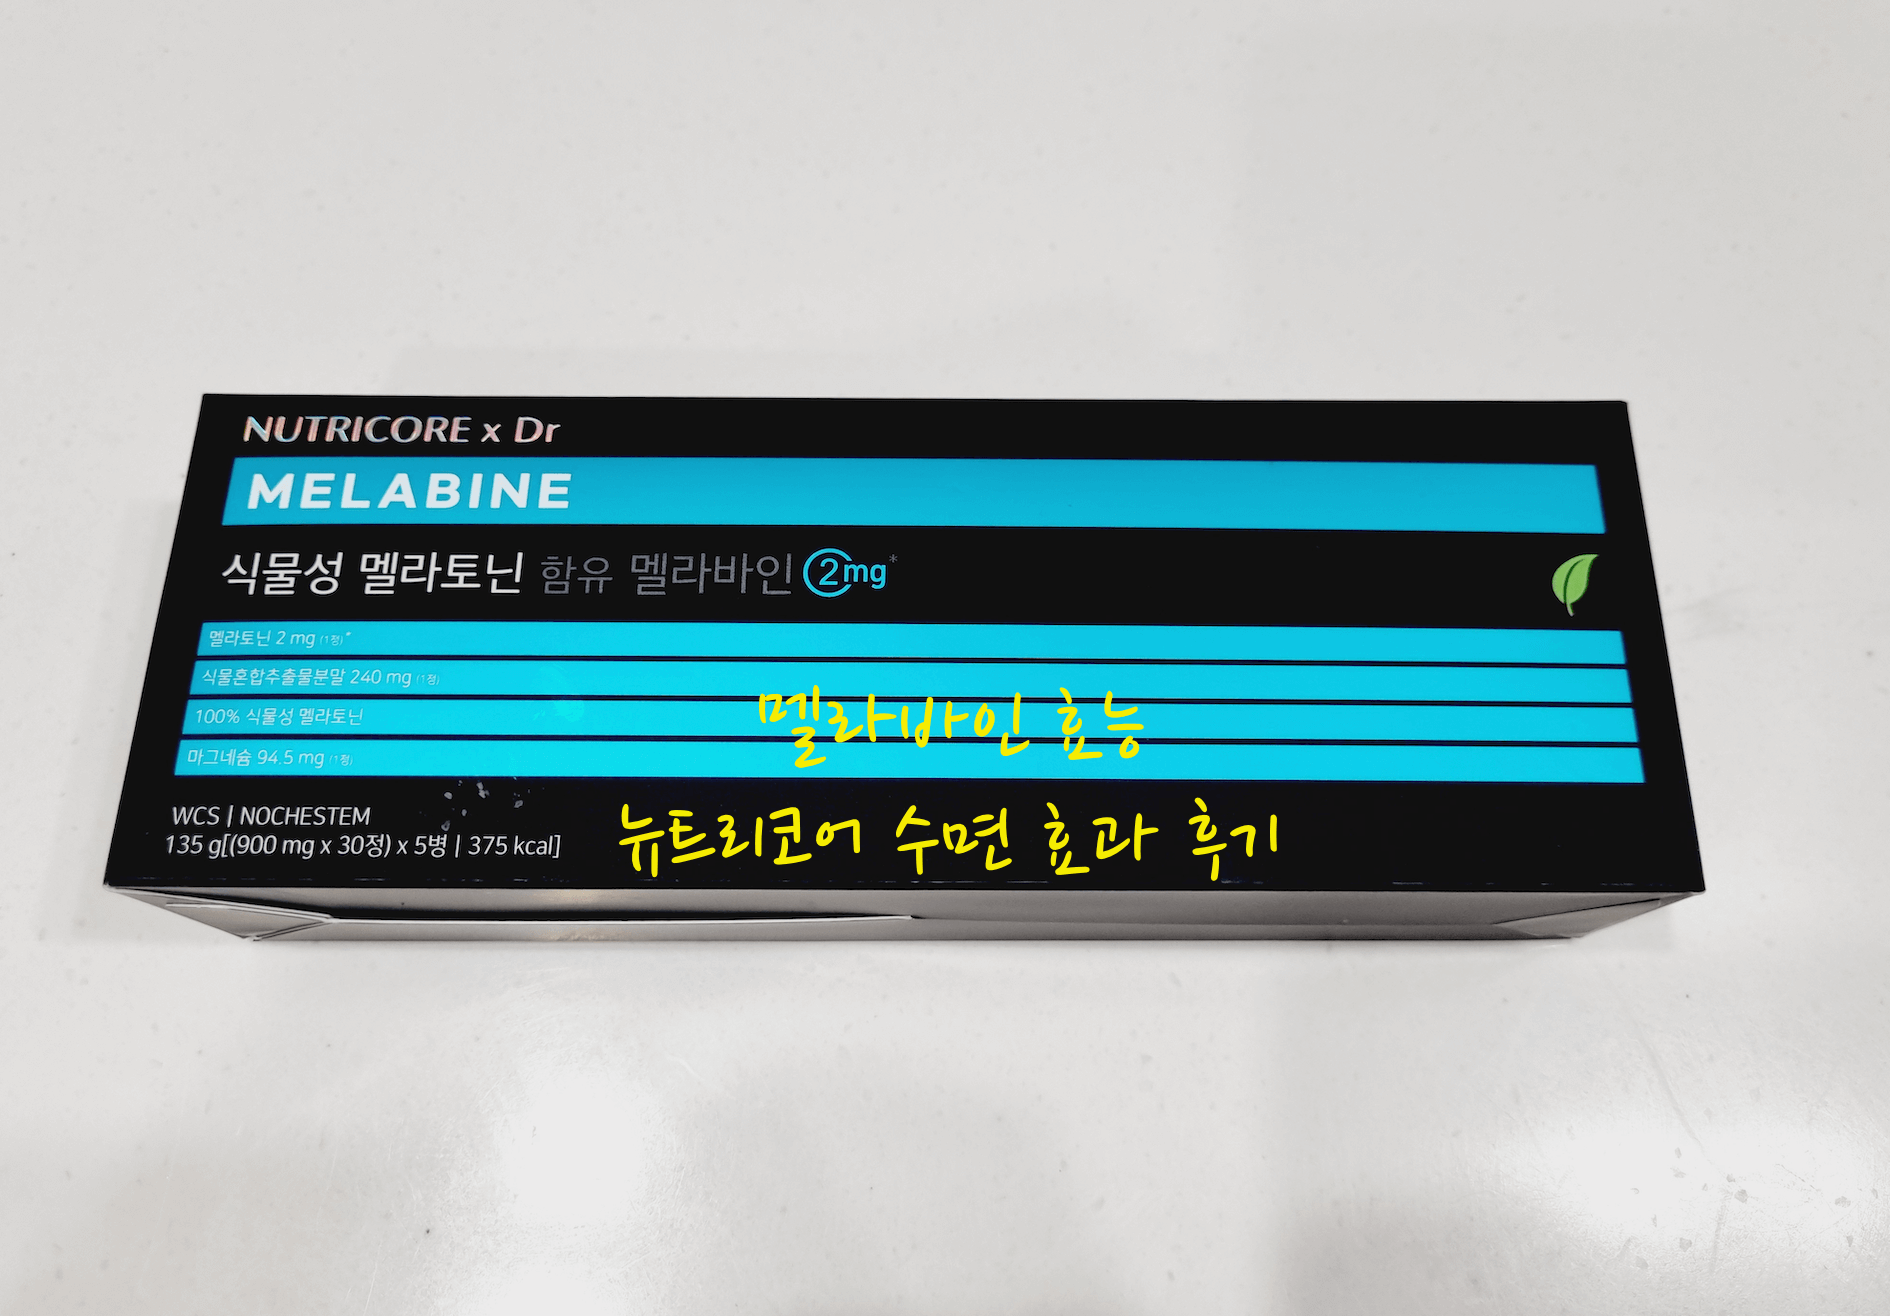 NUTRICORE x Dr
MELABINE
식물성 멜라토닌 함유 멜라바인 2mg*
멜라토닌 2 mg (1정)*
식물혼합추출물분말 240 mg (1정)
100% 식물성 멜라토닌
마그네슘 94.5 mg (1정)
멜라바인 효능
WCS | NOCHESTEM
135 g[(900 mg x 30정) x 5병 | 375 kcal]
뉴트리코어 수면 효과 후기